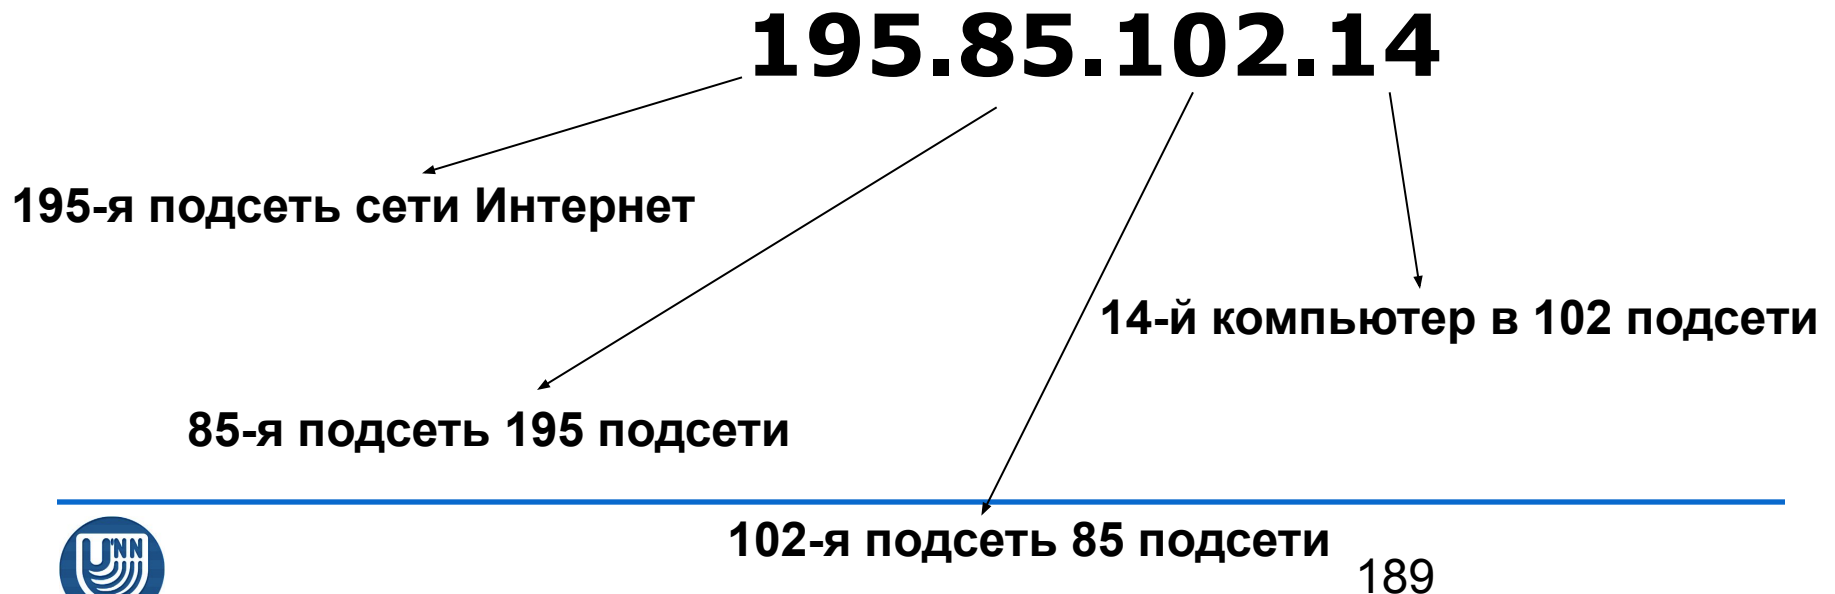 195.85.102.14
195-я подсеть сети Интернет
14-й компьютер в 102 подсети
85-я подсеть 195 подсети
102-я подсеть 85 подсети
189
UNN